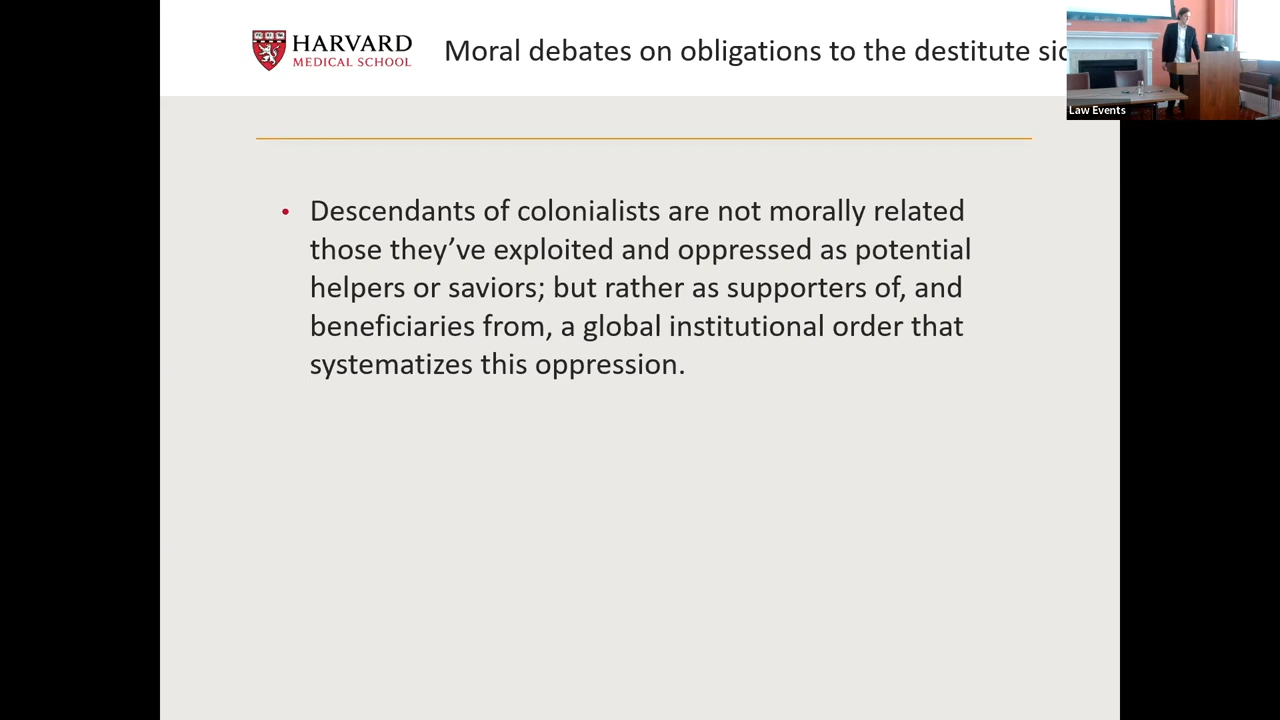 HARVARD
MEDICAL SCHOOL
Moral debates on obligations to the destitute
Law Events
• Descendants of colonialists are not morally related
those they’ve exploited and oppressed as potential
helpers or saviors; but rather as supporters of, and
beneficiaries from, a global institutional order that
systematizes this oppression.